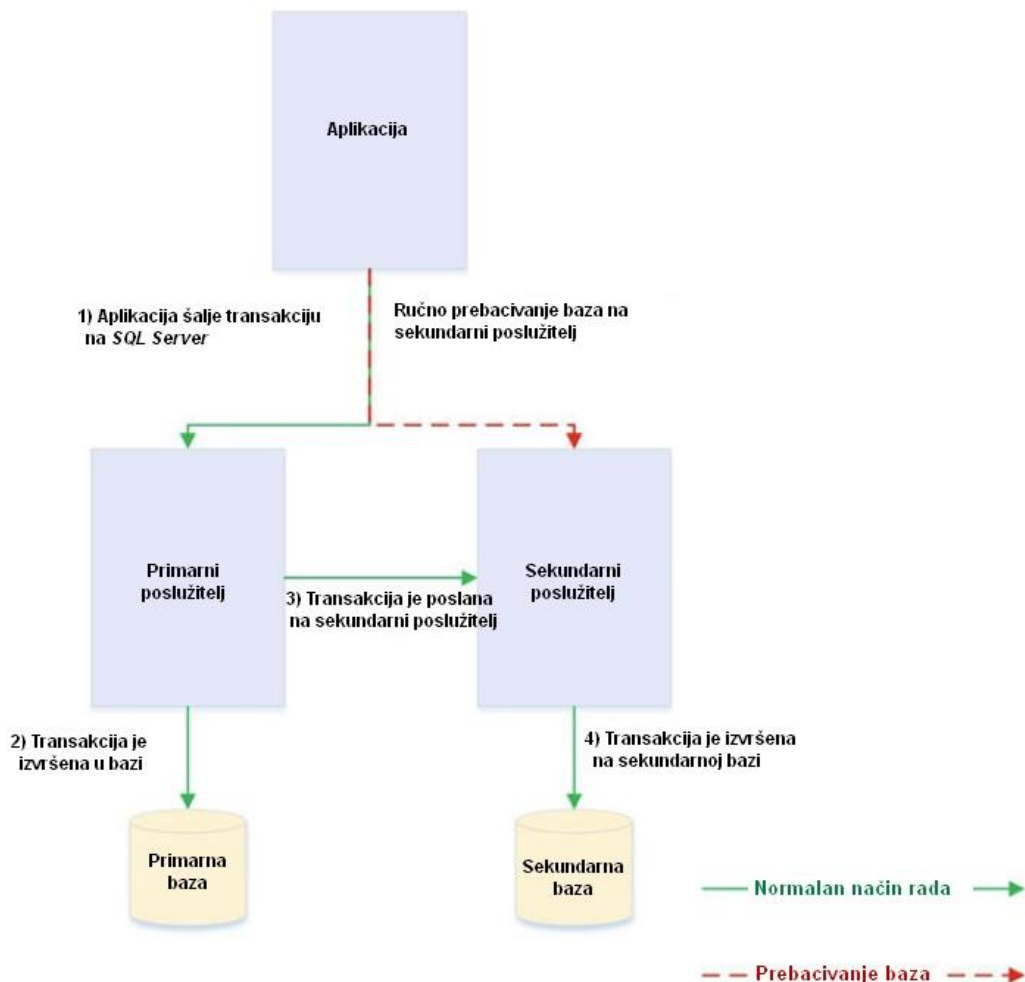 Aplikacija
1) Aplikacija šalje transakciju
na SQL Server
Ručno prebacivanje baza na
sekundarni poslužitelj
Primarni
poslužitelj
Sekundarni
poslužitelj
3) Transakcija je poslana
na sekundarni poslužitelj
2) Transakcija je
izvršena u bazi
4) Transakcija je izvršena
na sekundarnoj bazi
Primarna
baza
Sekundarna
baza
Normalan način rada
Prebacivanje baza